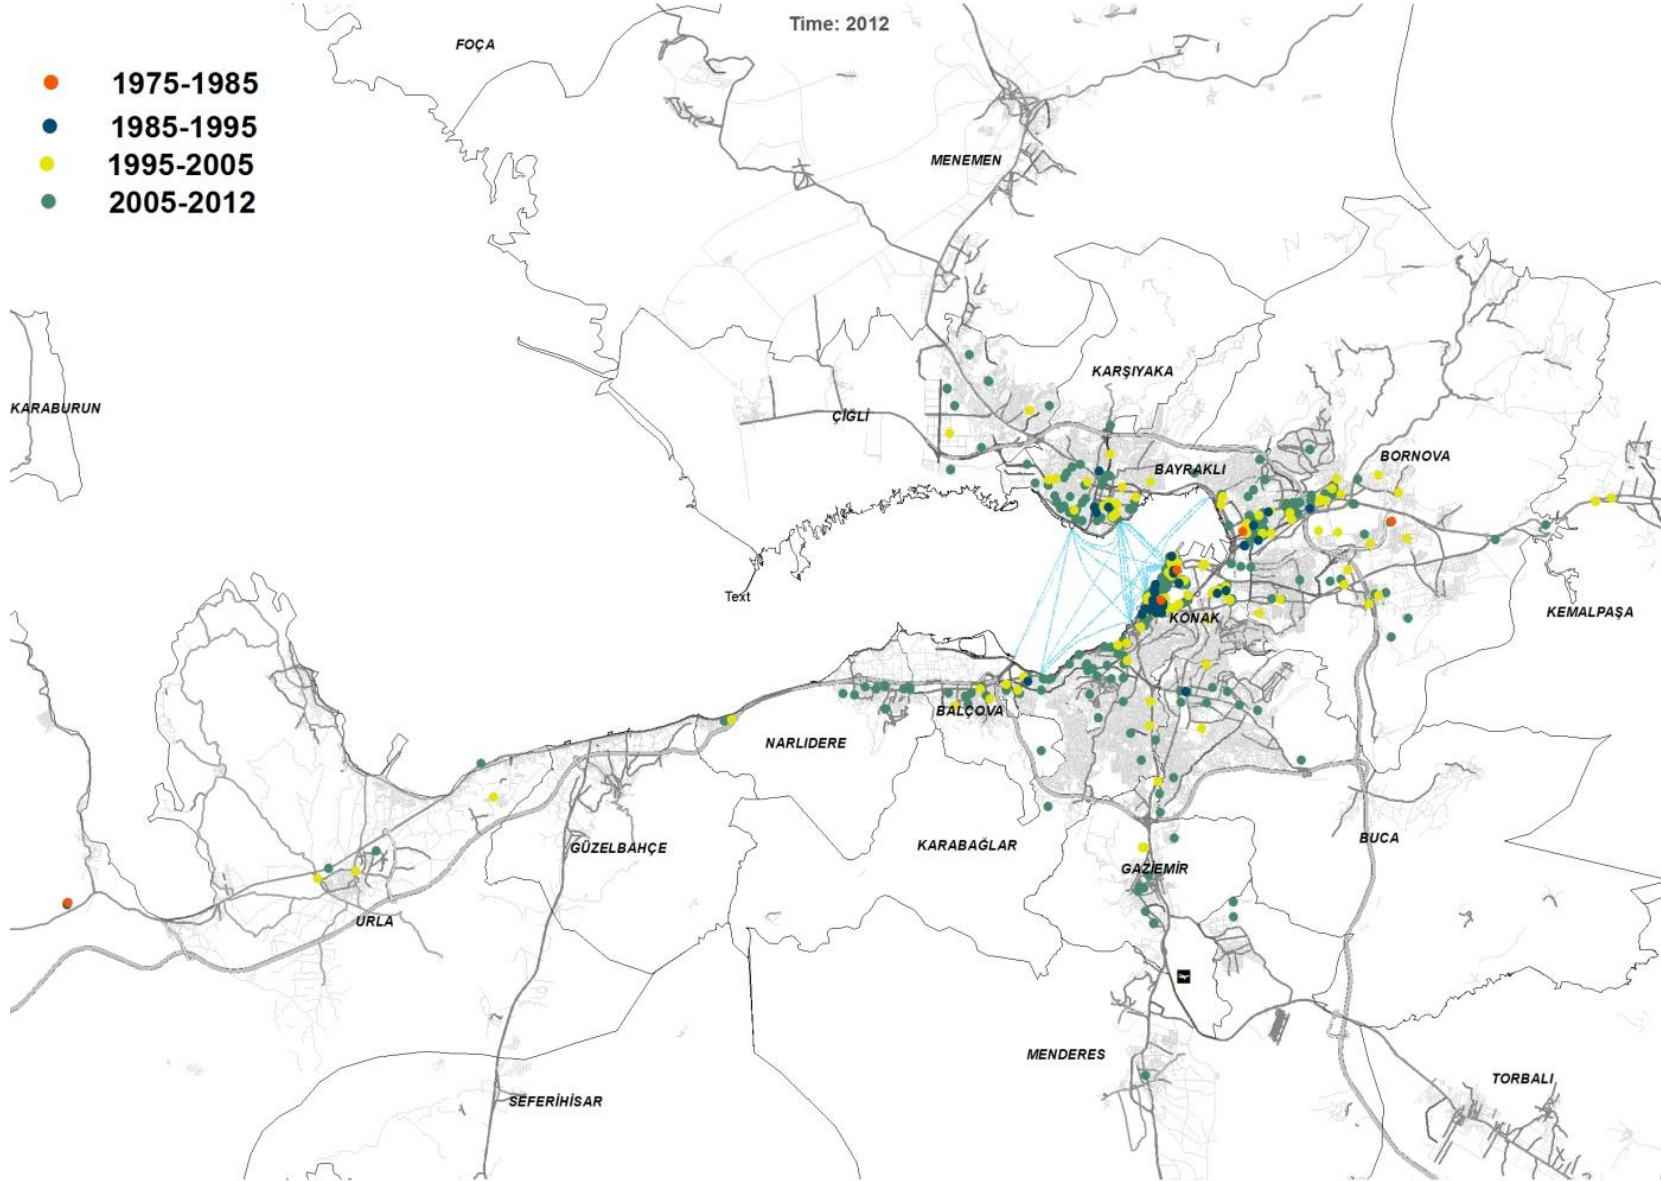 Time: 2012
FOÇA
1975-1985
1985-1995
1995-2005
2005-2012
MENEMEN
KARŞIYAKA
KARABURUN
ÇİĞLİ
BORNOVA
BAYRAKLI
Text
KEMALPAŞA
KONAK
BALÇOVA
NARLIDERE
BUCA
KARABAĞLAR
GÜZELBAHÇE
GAZİEMİR
URLA
MENDERES
TORBALI
SEFERİHİSAR